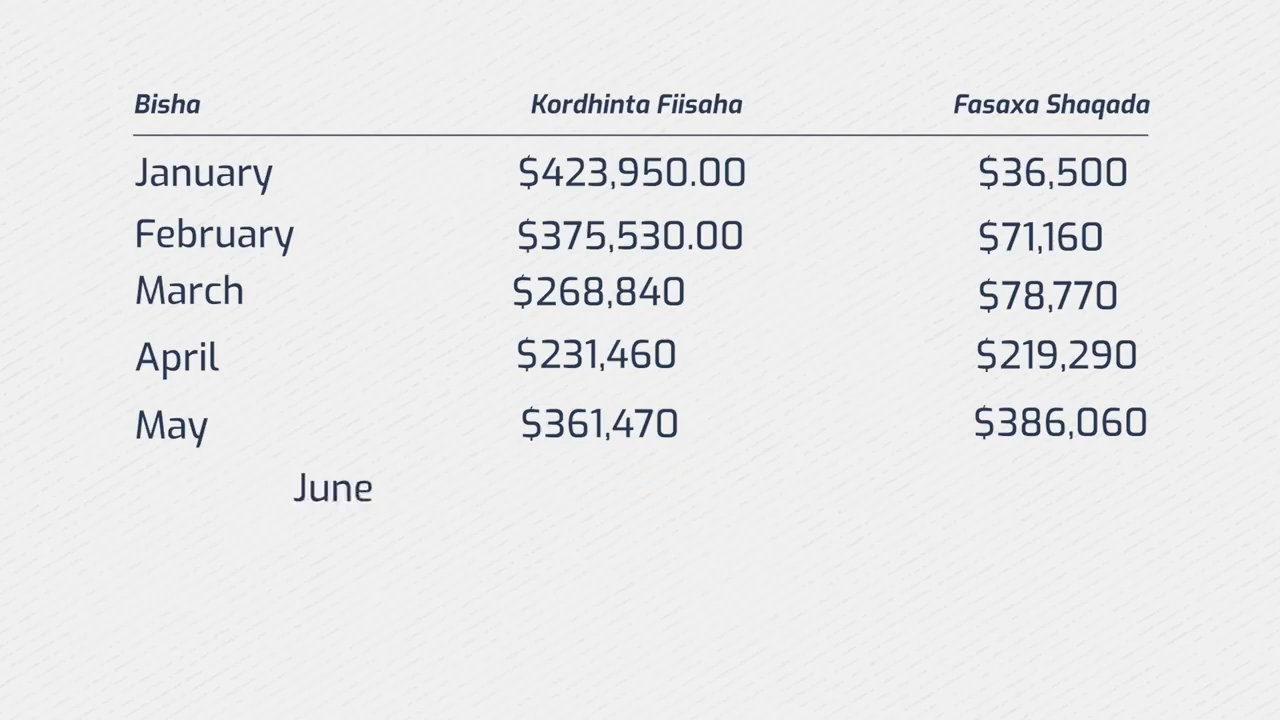 Bisha Kordhinta Fiisaha Fasaxa Shaqada
January $423,950.00 $36,500
February $375,530.00 $71,160
March $268,840 $78,770
April $231,460 $219,290
May $361,470 $386,060
June